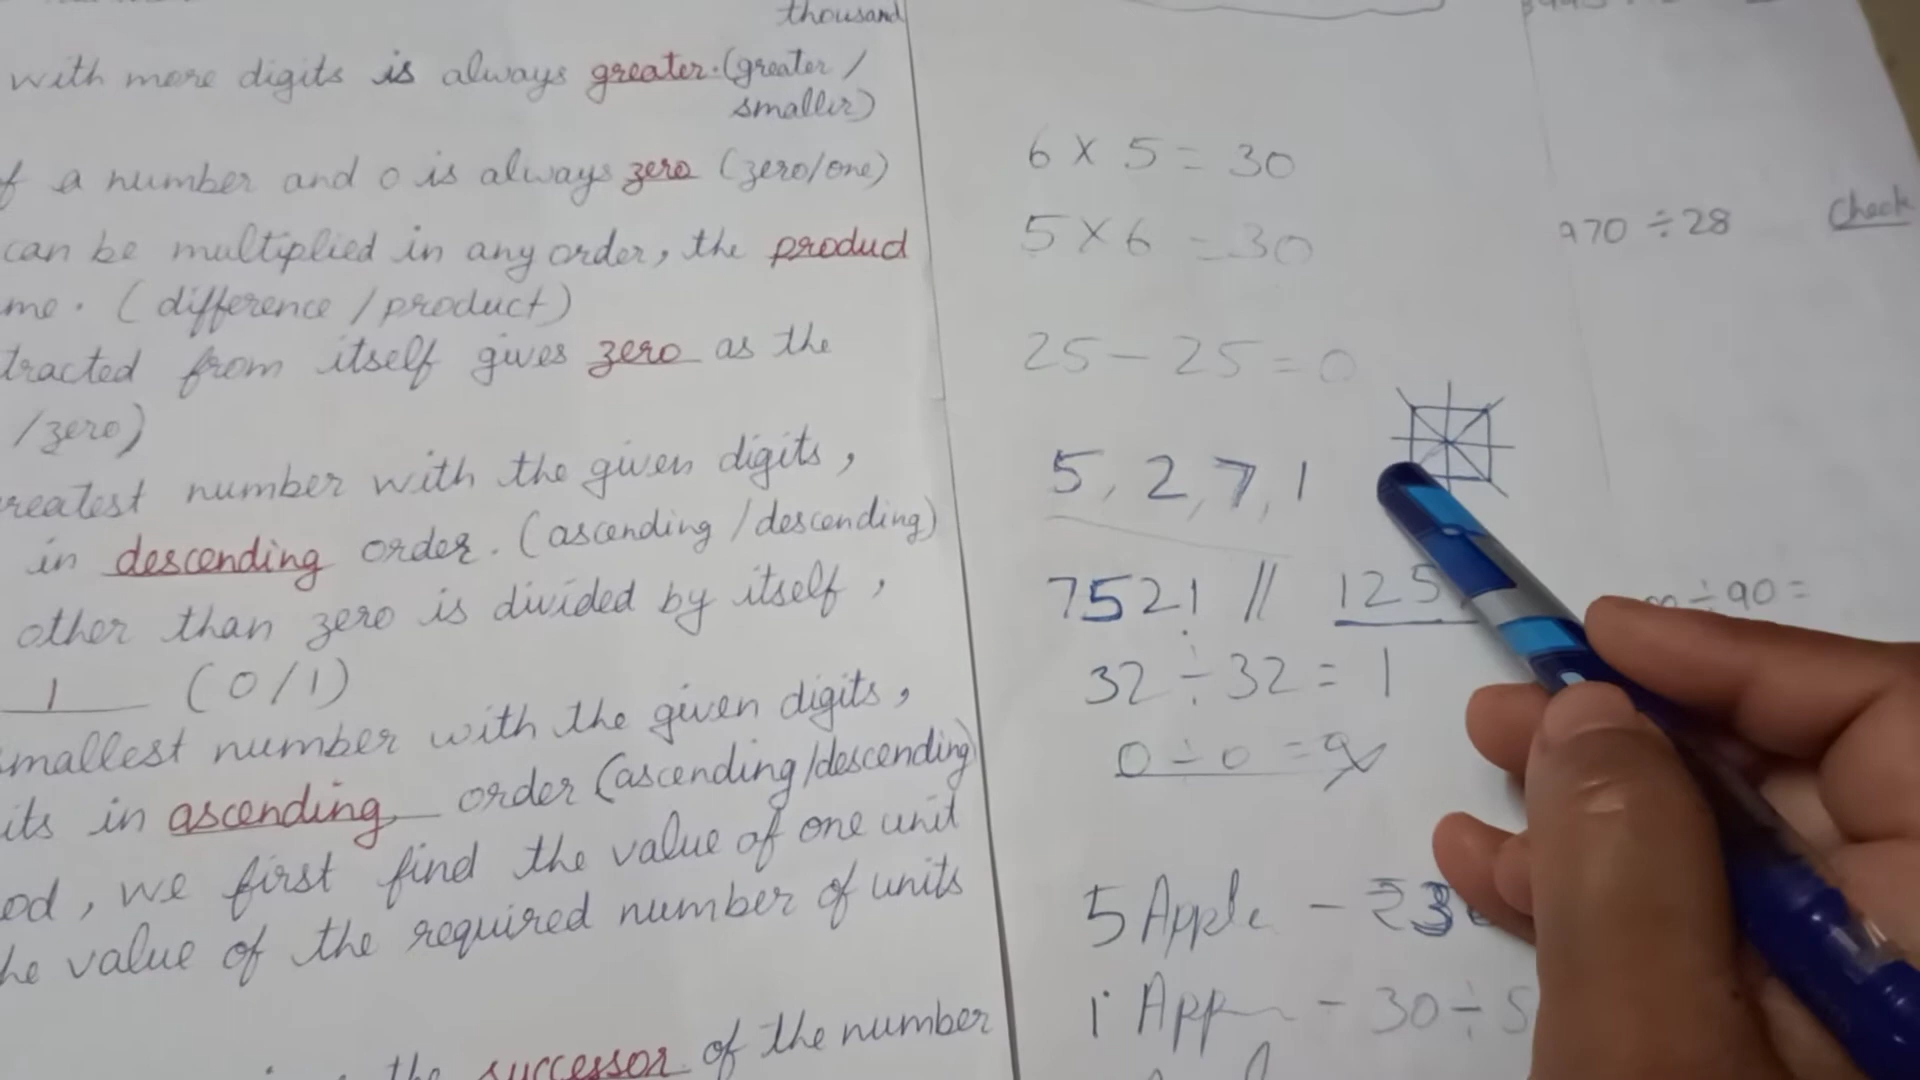 thousand
with more digits is always greater. (greater /
smaller)
f a number and 0 is always zero (zero/one)
can be multiplied in any order, the product
me. (difference / product)
tracted from itself gives zero as the
/zero)
reatest number with the given digits,
in descending order. (ascending / descending)
other than zero is divided by itself,
1 (0/1)
smallest number with the given digits,
its in ascending order (ascending/descending)
od, we first find the value of one unit
he value of the required number of units
the successor of the number
6 X 5 = 30
5 X 6 = 30
25 - 25 = 0
5, 2, 7, 1
7521 // 125
32 ÷ 32 = 1
0 ÷ 0 =
5 Apple - ₹3
1 App - 30 ÷ 5
970 ÷ 28
Check
÷ 90 =